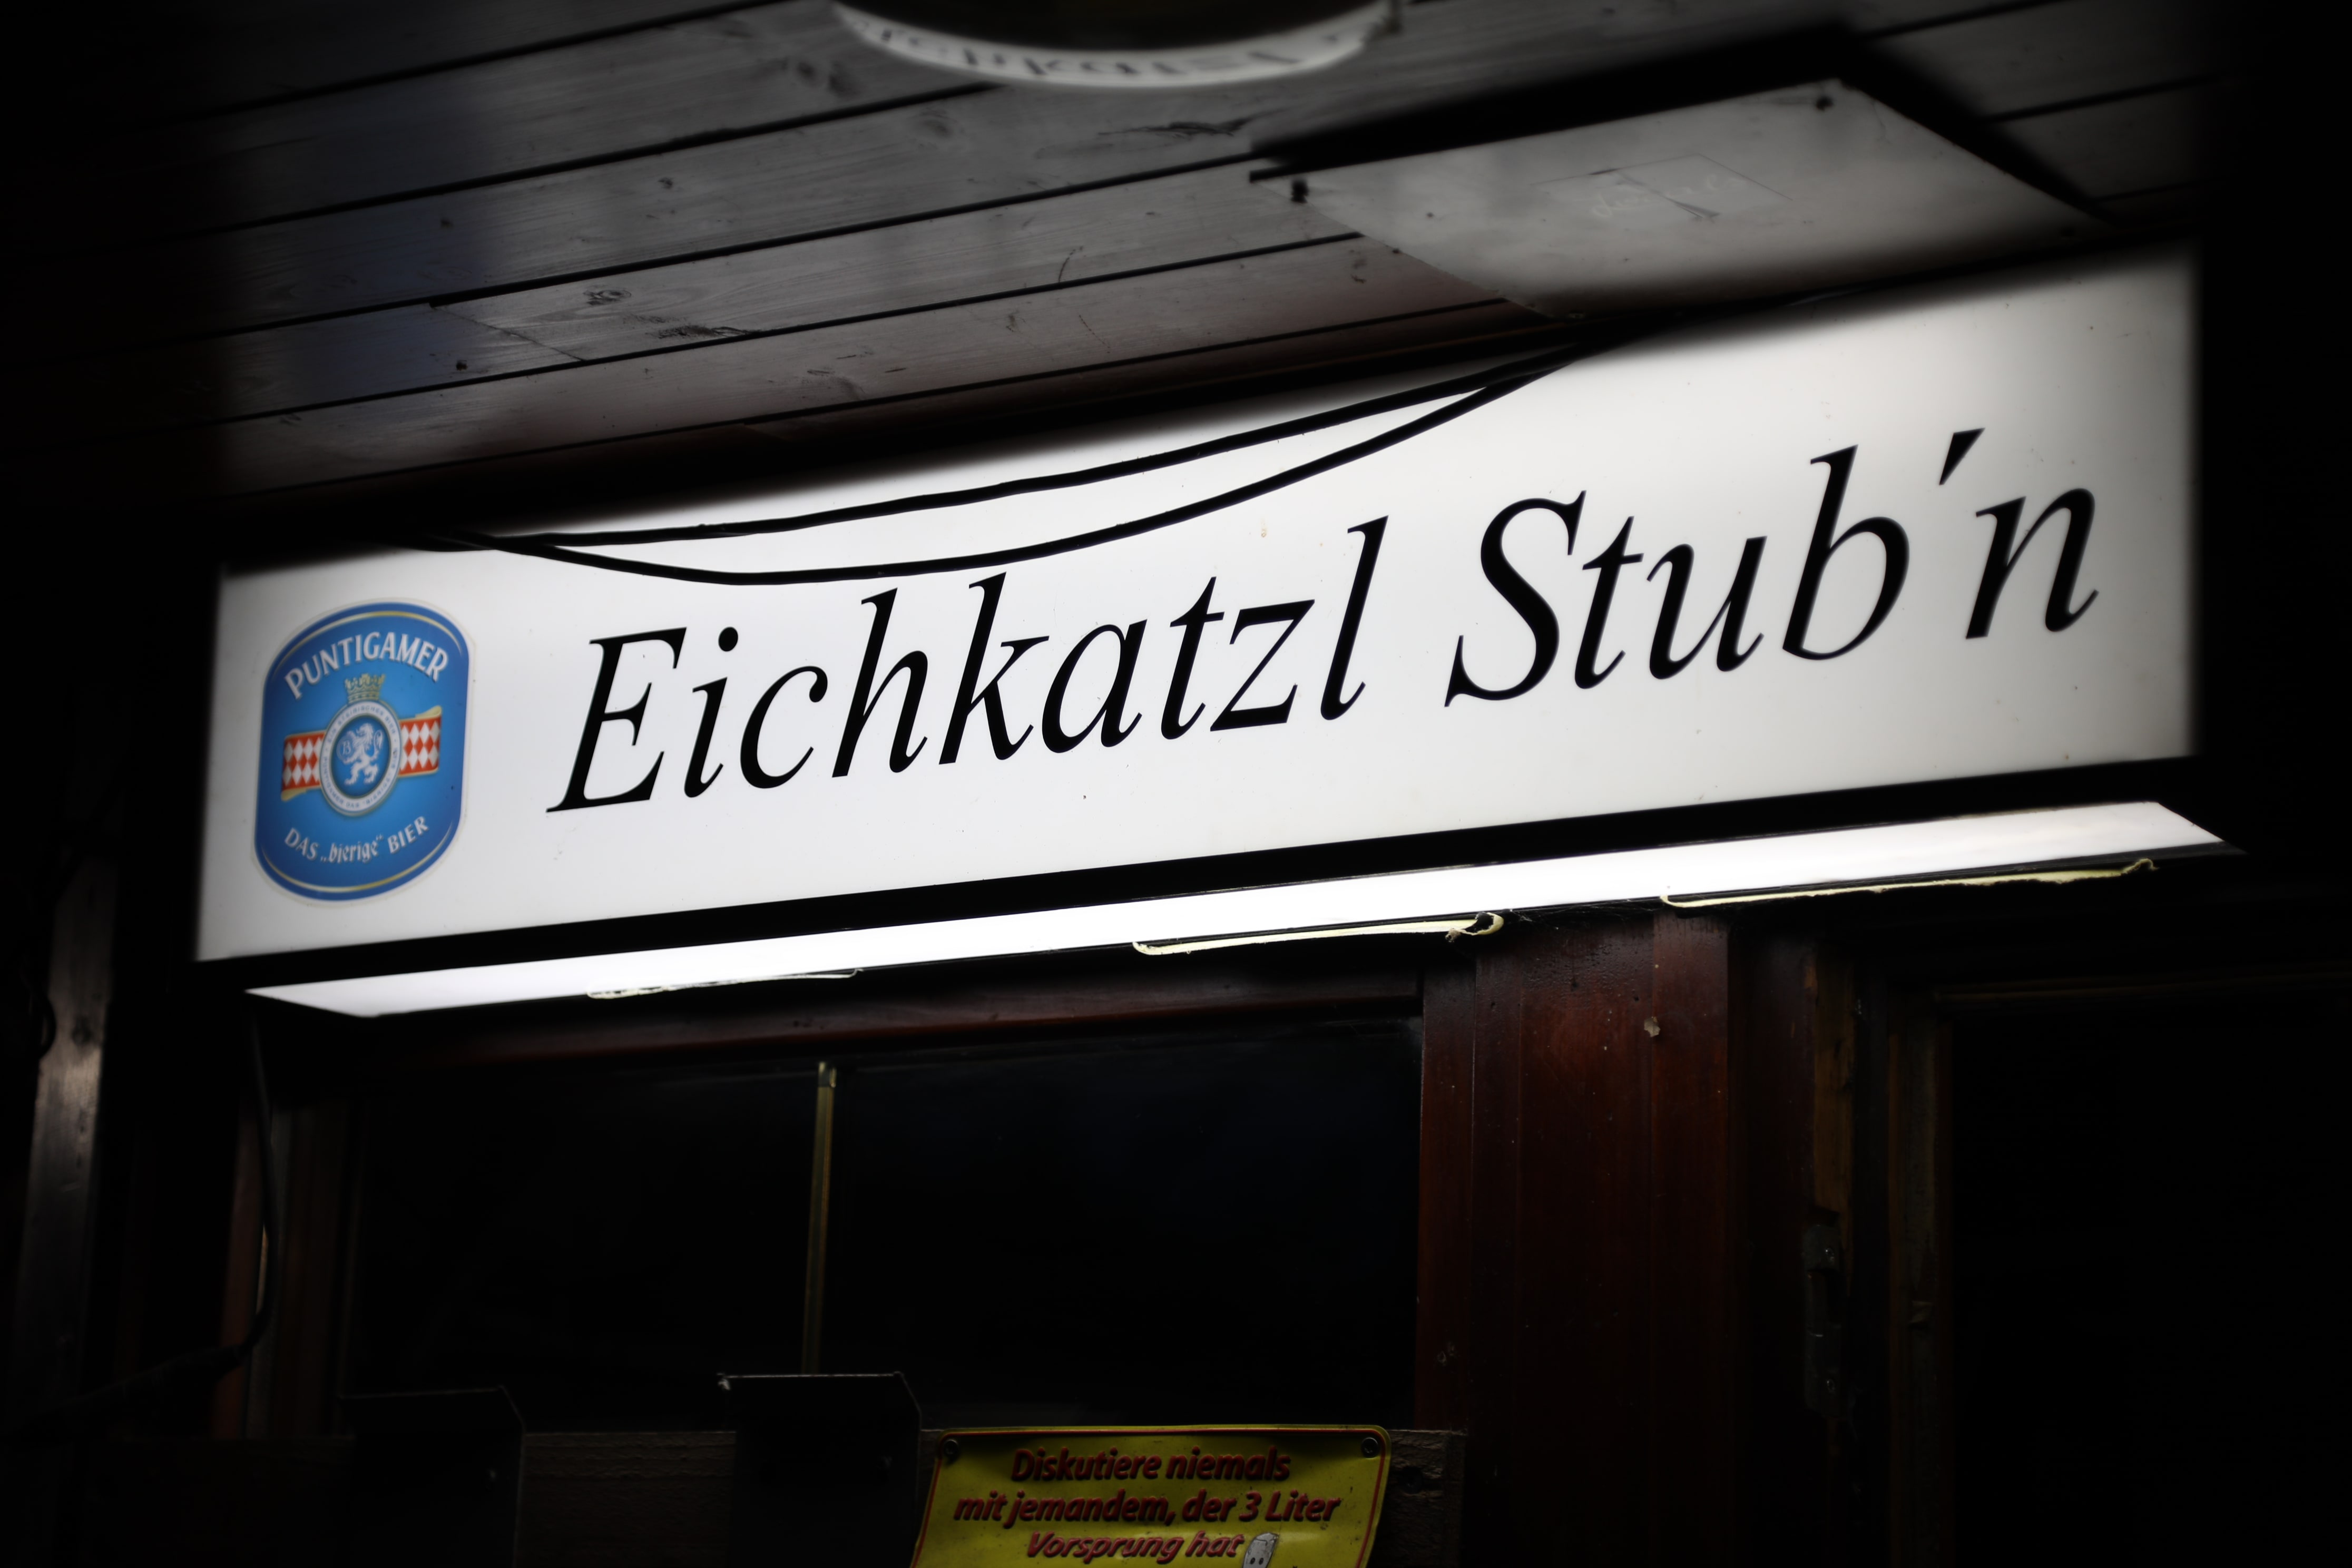 PUNTIGAMER
DAS „bierige“ BIER
Eichkatzl Stub'n
Diskutiere niemals
mit jemandem, der 3 Liter
Vorsprung hat